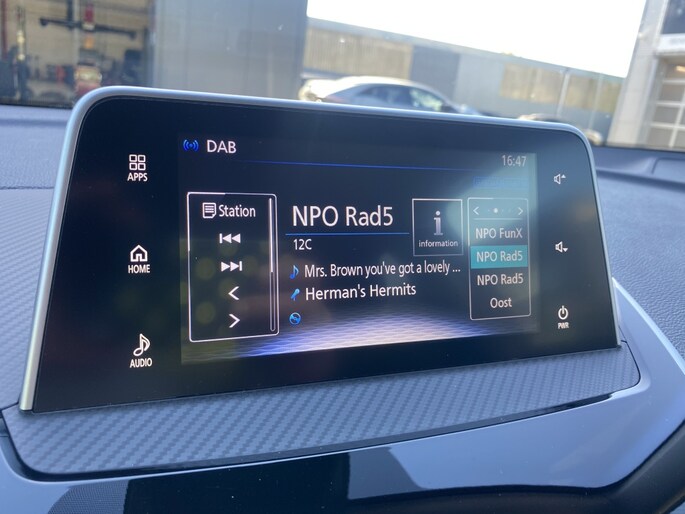 DAB
16:47
APPS
HOME
AUDIO
Station
NPO Rad5
12C
information
Mrs. Brown you've got a lovely ...
Herman's Hermits
NPO FunX
NPO Rad5
NPO Rad5
Oost
PWR